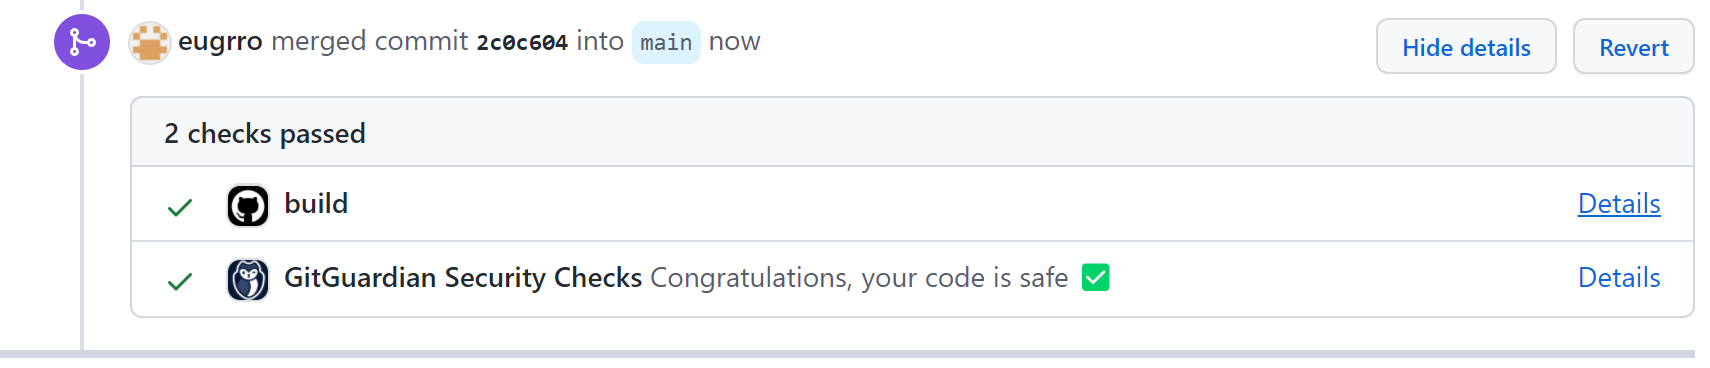 eugrro merged commit 2c0c604 into main now
Hide details
Revert
2 checks passed
build
Details
GitGuardian Security Checks Congratulations, your code is safe ✅
Details